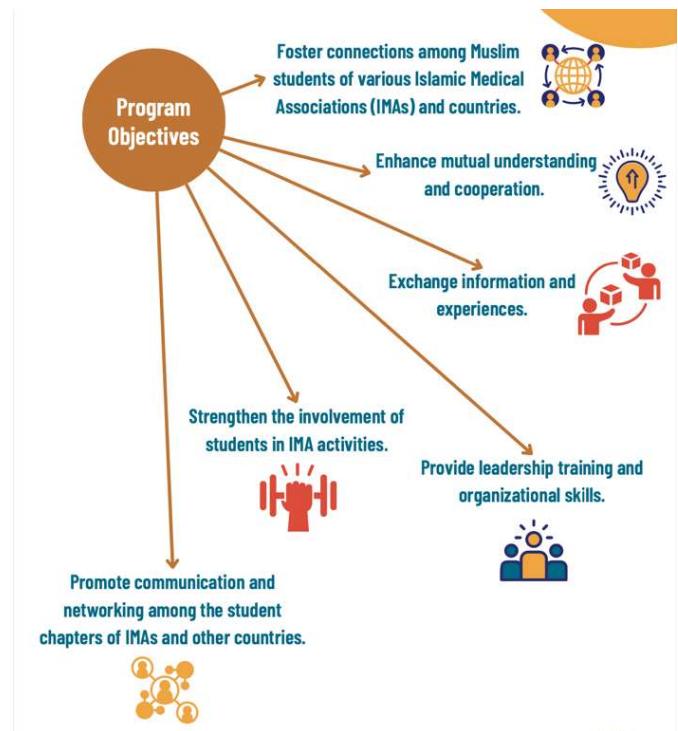 Program
Objectives
Foster connections among Muslim
students of various Islamic Medical
Associations (IMAs) and countries.
Enhance mutual understanding
and cooperation.
Exchange information and
experiences.
Strengthen the involvement of
students in IMA activities.
Provide leadership training and
organizational skills.
Promote communication and
networking among the student
chapters of IMAs and other countries.